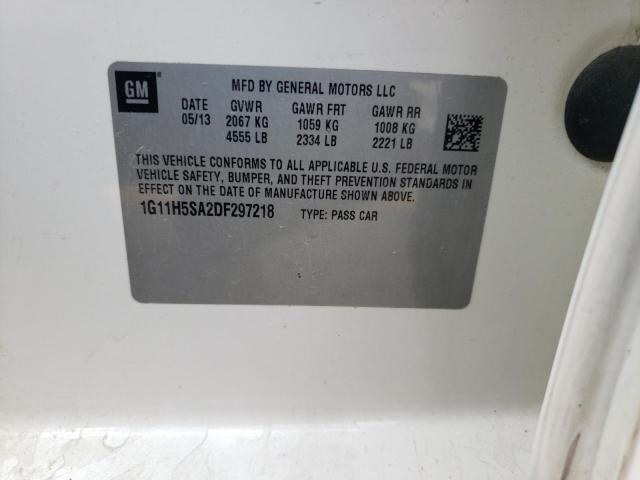 GM
MFD BY GENERAL MOTORS LLC
DATE GVWR GAWR FRT GAWR RR
05/13 2067 KG 1059 KG 1008 KG
4555 LB 2334 LB 2221 LB
THIS VEHICLE CONFORMS TO ALL APPLICABLE U.S. FEDERAL MOTOR
VEHICLE SAFETY, BUMPER, AND THEFT PREVENTION STANDARDS IN
EFFECT ON THE DATE OF MANUFACTURE SHOWN ABOVE.
1G11H5SA2DF297218 TYPE: PASS CAR